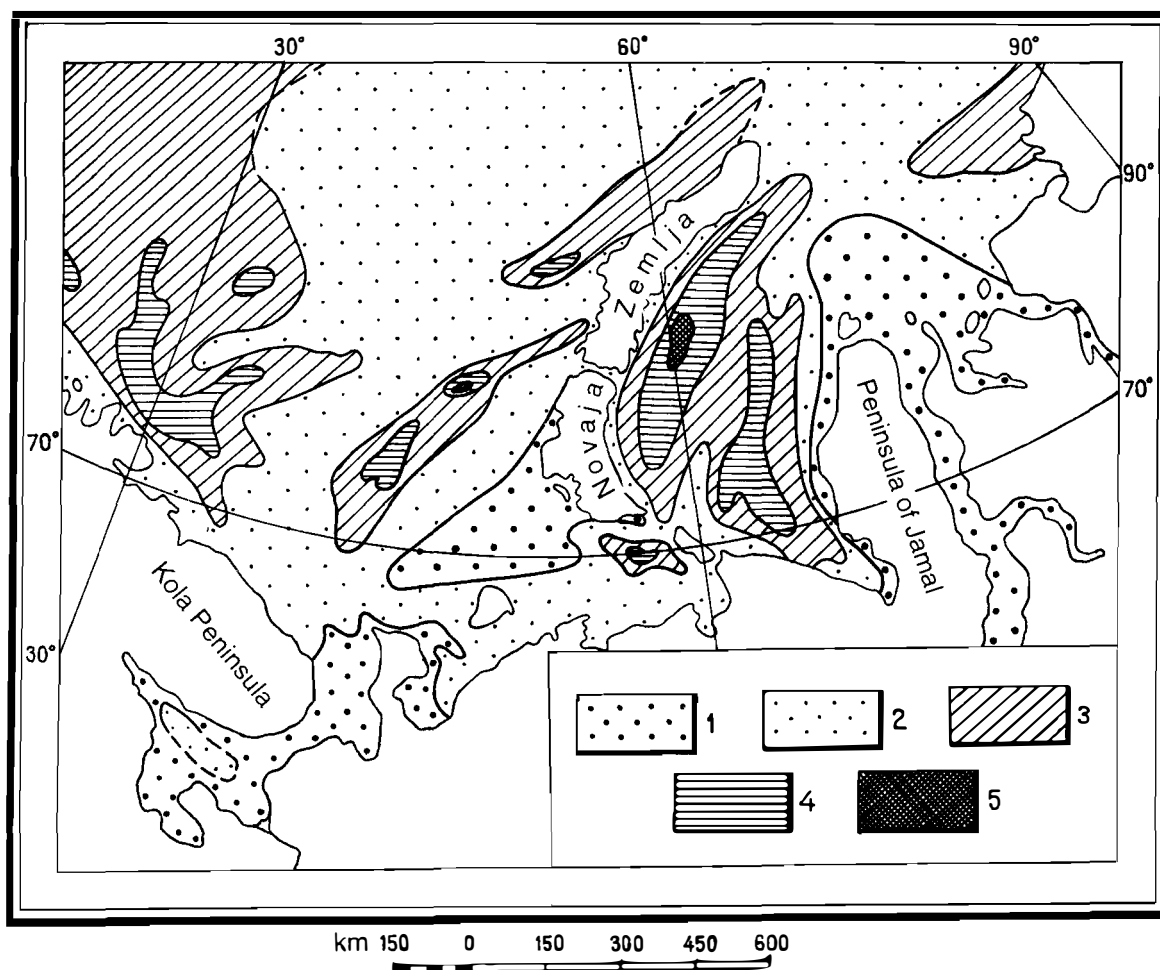 30° 60° 90°
90°
Zemlja
70°
Peninsula of Jamal
70°
Novaja
Kola Peninsula
30°
1 2 3
4 5
km 150 0 150 300 450 600